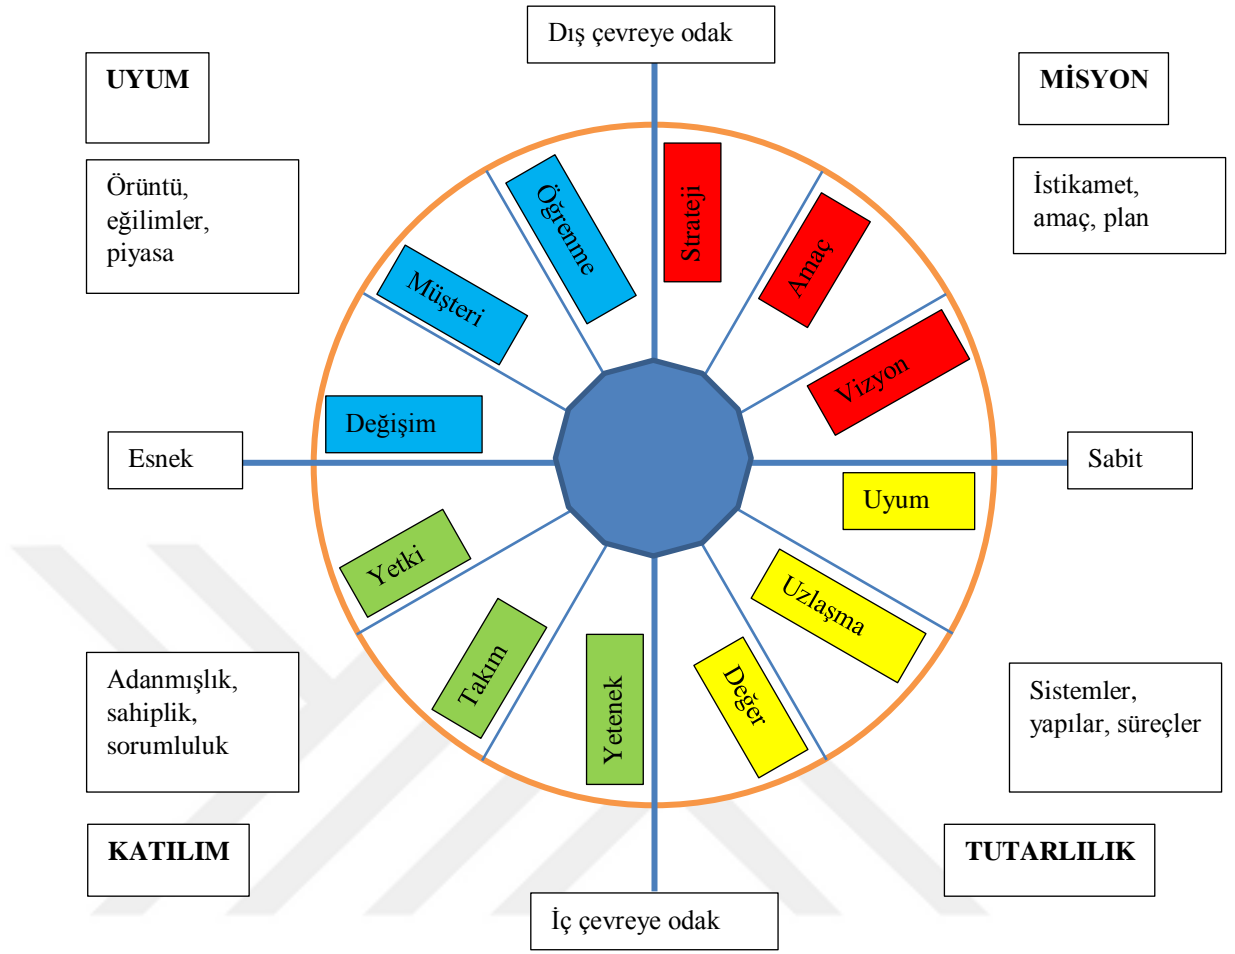 Dış çevreye odak
UYUM
MİSYON
Örüntü,
eğilimler,
piyasa
İstikamet,
amaç, plan
Öğrenme
Strateji
Amaç
Müşteri
Vizyon
Değişim
Esnek
Sabit
Uyum
Yetki
Uzlaşma
Takım
Yetenek
Değer
Adanmışlık,
sahiplik,
sorumluluk
Sistemler,
yapılar, süreçler
KATILIM
TUTARLILIK
İç çevreye odak